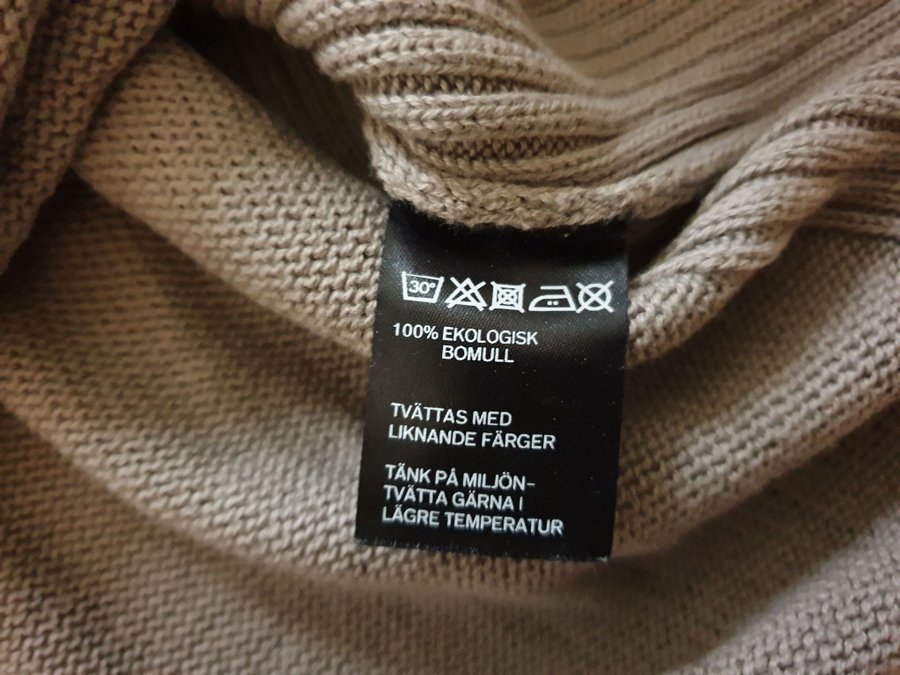 30°
100% EKOLOGISK
BOMULL
TVÄTTAS MED
LIKNANDE FÄRGER
TÄNK PÅ MILJÖN-
TVÄTTA GÄRNA I
LÄGRE TEMPERATUR